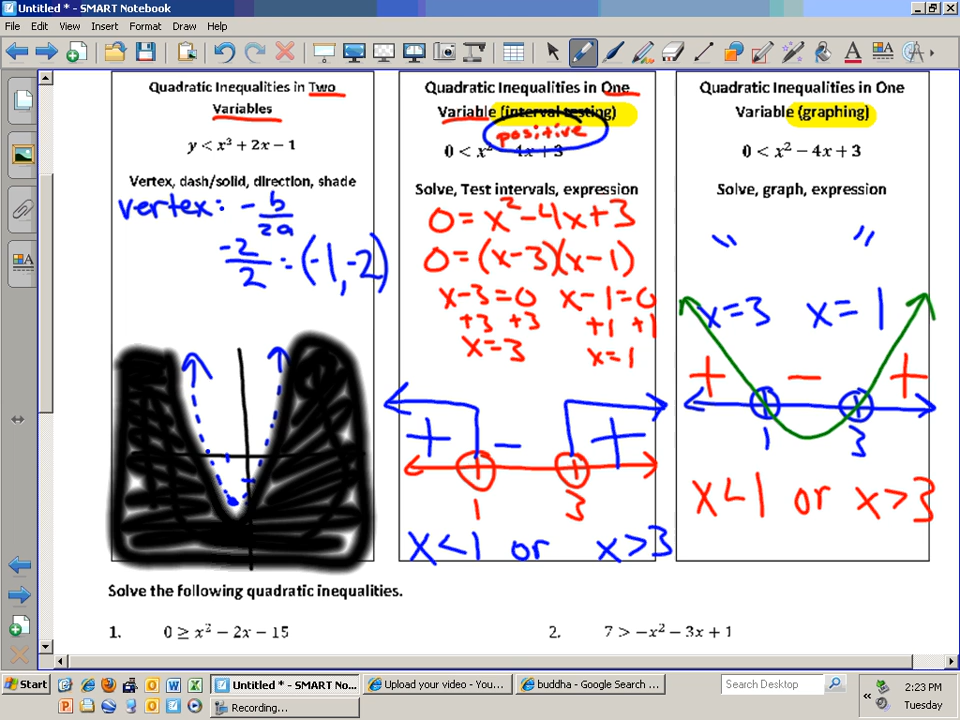 Untitled * - SMART Notebook
File Edit View Insert Format Draw Help
Quadratic Inequalities in Two
Variables
y < x² + 2x − 1
Vertex, dash/solid, direction, shade
vertex: - b/2a
-2/2 = (-1,-2)
Quadratic Inequalities in One
Variable (interval testing)
positive
0 < x² − 4x + 3
Solve, Test intervals, expression
0 = x² - 4x + 3
0 = (x-3)(x-1)
x-3=0 x-1=0
+3 +3 +1 +1
x=3 x=1
+ - +
1 3
x<1 or x>3
Quadratic Inequalities in One
Variable (graphing)
0 < x² − 4x + 3
Solve, graph, expression
" "
x=3 x=1
+ - +
1 3
x<1 or x>3
Solve the following quadratic inequalities.
1. 0 ≥ x² − 2x − 15
2. 7 > −x² − 3x + 1
Start
Untitled * - SMART No...
Upload your video - You...
buddha - Google Search ...
Search Desktop
2:23 PM
Recording...
Tuesday